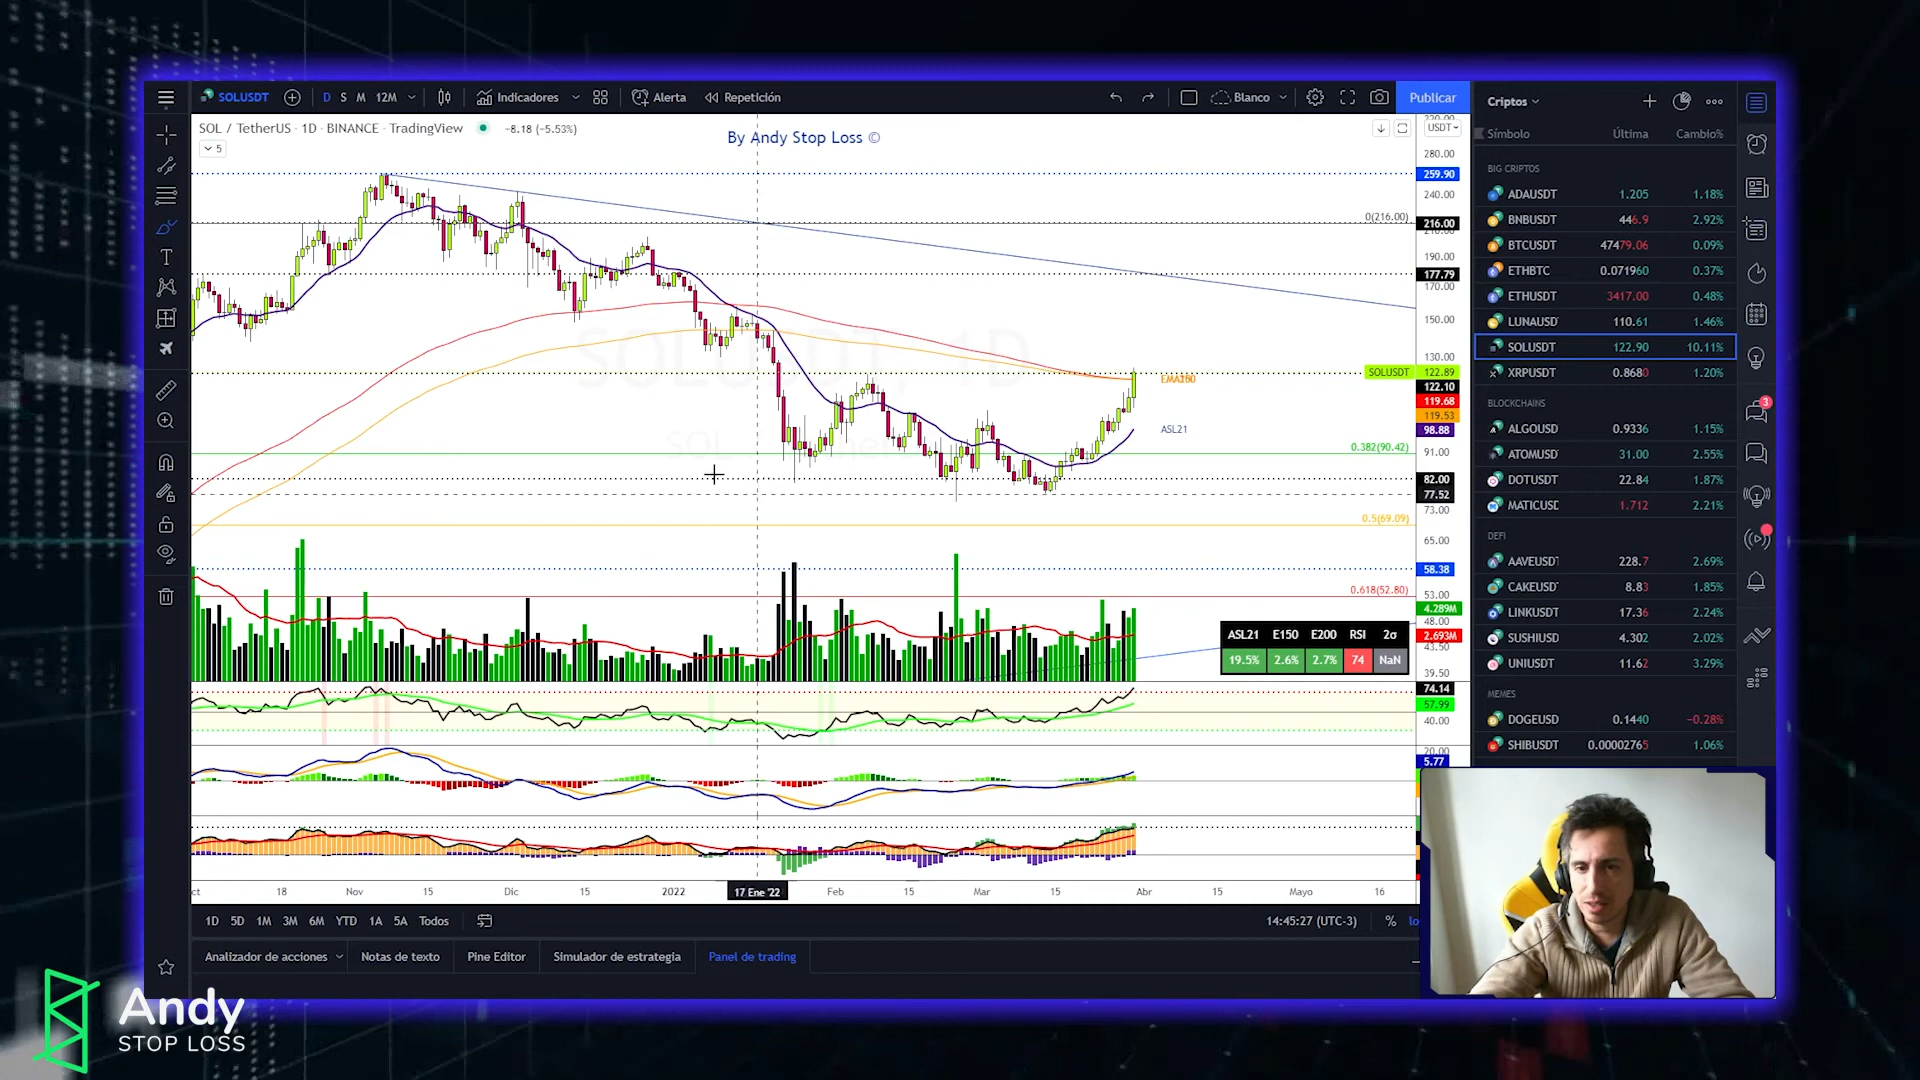 SOLUSDT D S M 12M Indicadores Alerta Repetición Blanco Publicar
SOL / TetherUS · 1D · BINANCE · TradingView -8.18 (-5.53%)
5
By Andy Stop Loss ©
USDT
280.00
259.90
240.00
0(216.00)
216.00
190.00
177.79
170.00
150.00
130.00
SOLUSDT 122.89
122.10
EMA200
119.68
119.53
ASL21
98.88
0.382(90.42)
91.00
82.00
77.52
73.00
0.5(69.09)
65.00
58.38
0.618(52.80)
53.00
4.289M
48.00
2.693M
43.50
39.50
ASL21 E150 E200 RSI 2σ
19.5% 2.6% 2.7% 74 NaN
74.14
57.99
40.00
20.00
5.77
18 Nov 15 Dic 15 2022 17 Ene '22 Feb 15 Mar 15 Abr 15 Mayo 16
1D 5D 1M 3M 6M YTD 1A 5A Todos
14:45:27 (UTC-3) %
Analizador de acciones Notas de texto Pine Editor Simulador de estrategia Panel de trading
Criptos
Símbolo Última Cambio%
BIG CRIPTOS
ADAUSDT 1.205 1.18%
BNBUSDT 446.9 2.92%
BTCUSDT 47479.06 0.09%
ETHBTC 0.071960 0.37%
ETHUSDT 3417.00 0.48%
LUNAUSD 110.61 1.46%
SOLUSDT 122.90 10.11%
XRPUSDT 0.8680 1.20%
BLOCKCHAINS
ALGOUSD 0.9336 1.15%
ATOMUSD 31.00 2.55%
DOTUSDT 22.84 1.87%
MATICUSD 1.712 2.21%
DEFI
AAVEUSDT 228.7 2.69%
CAKEUSDT 8.83 1.85%
LINKUSDT 17.36 2.24%
SUSHIUSD 4.302 2.02%
UNIUSDT 11.62 3.29%
MEMES
DOGEUSD 0.1440 -0.28%
SHIBUSDT 0.00002765 1.06%
3
Andy
STOP LOSS